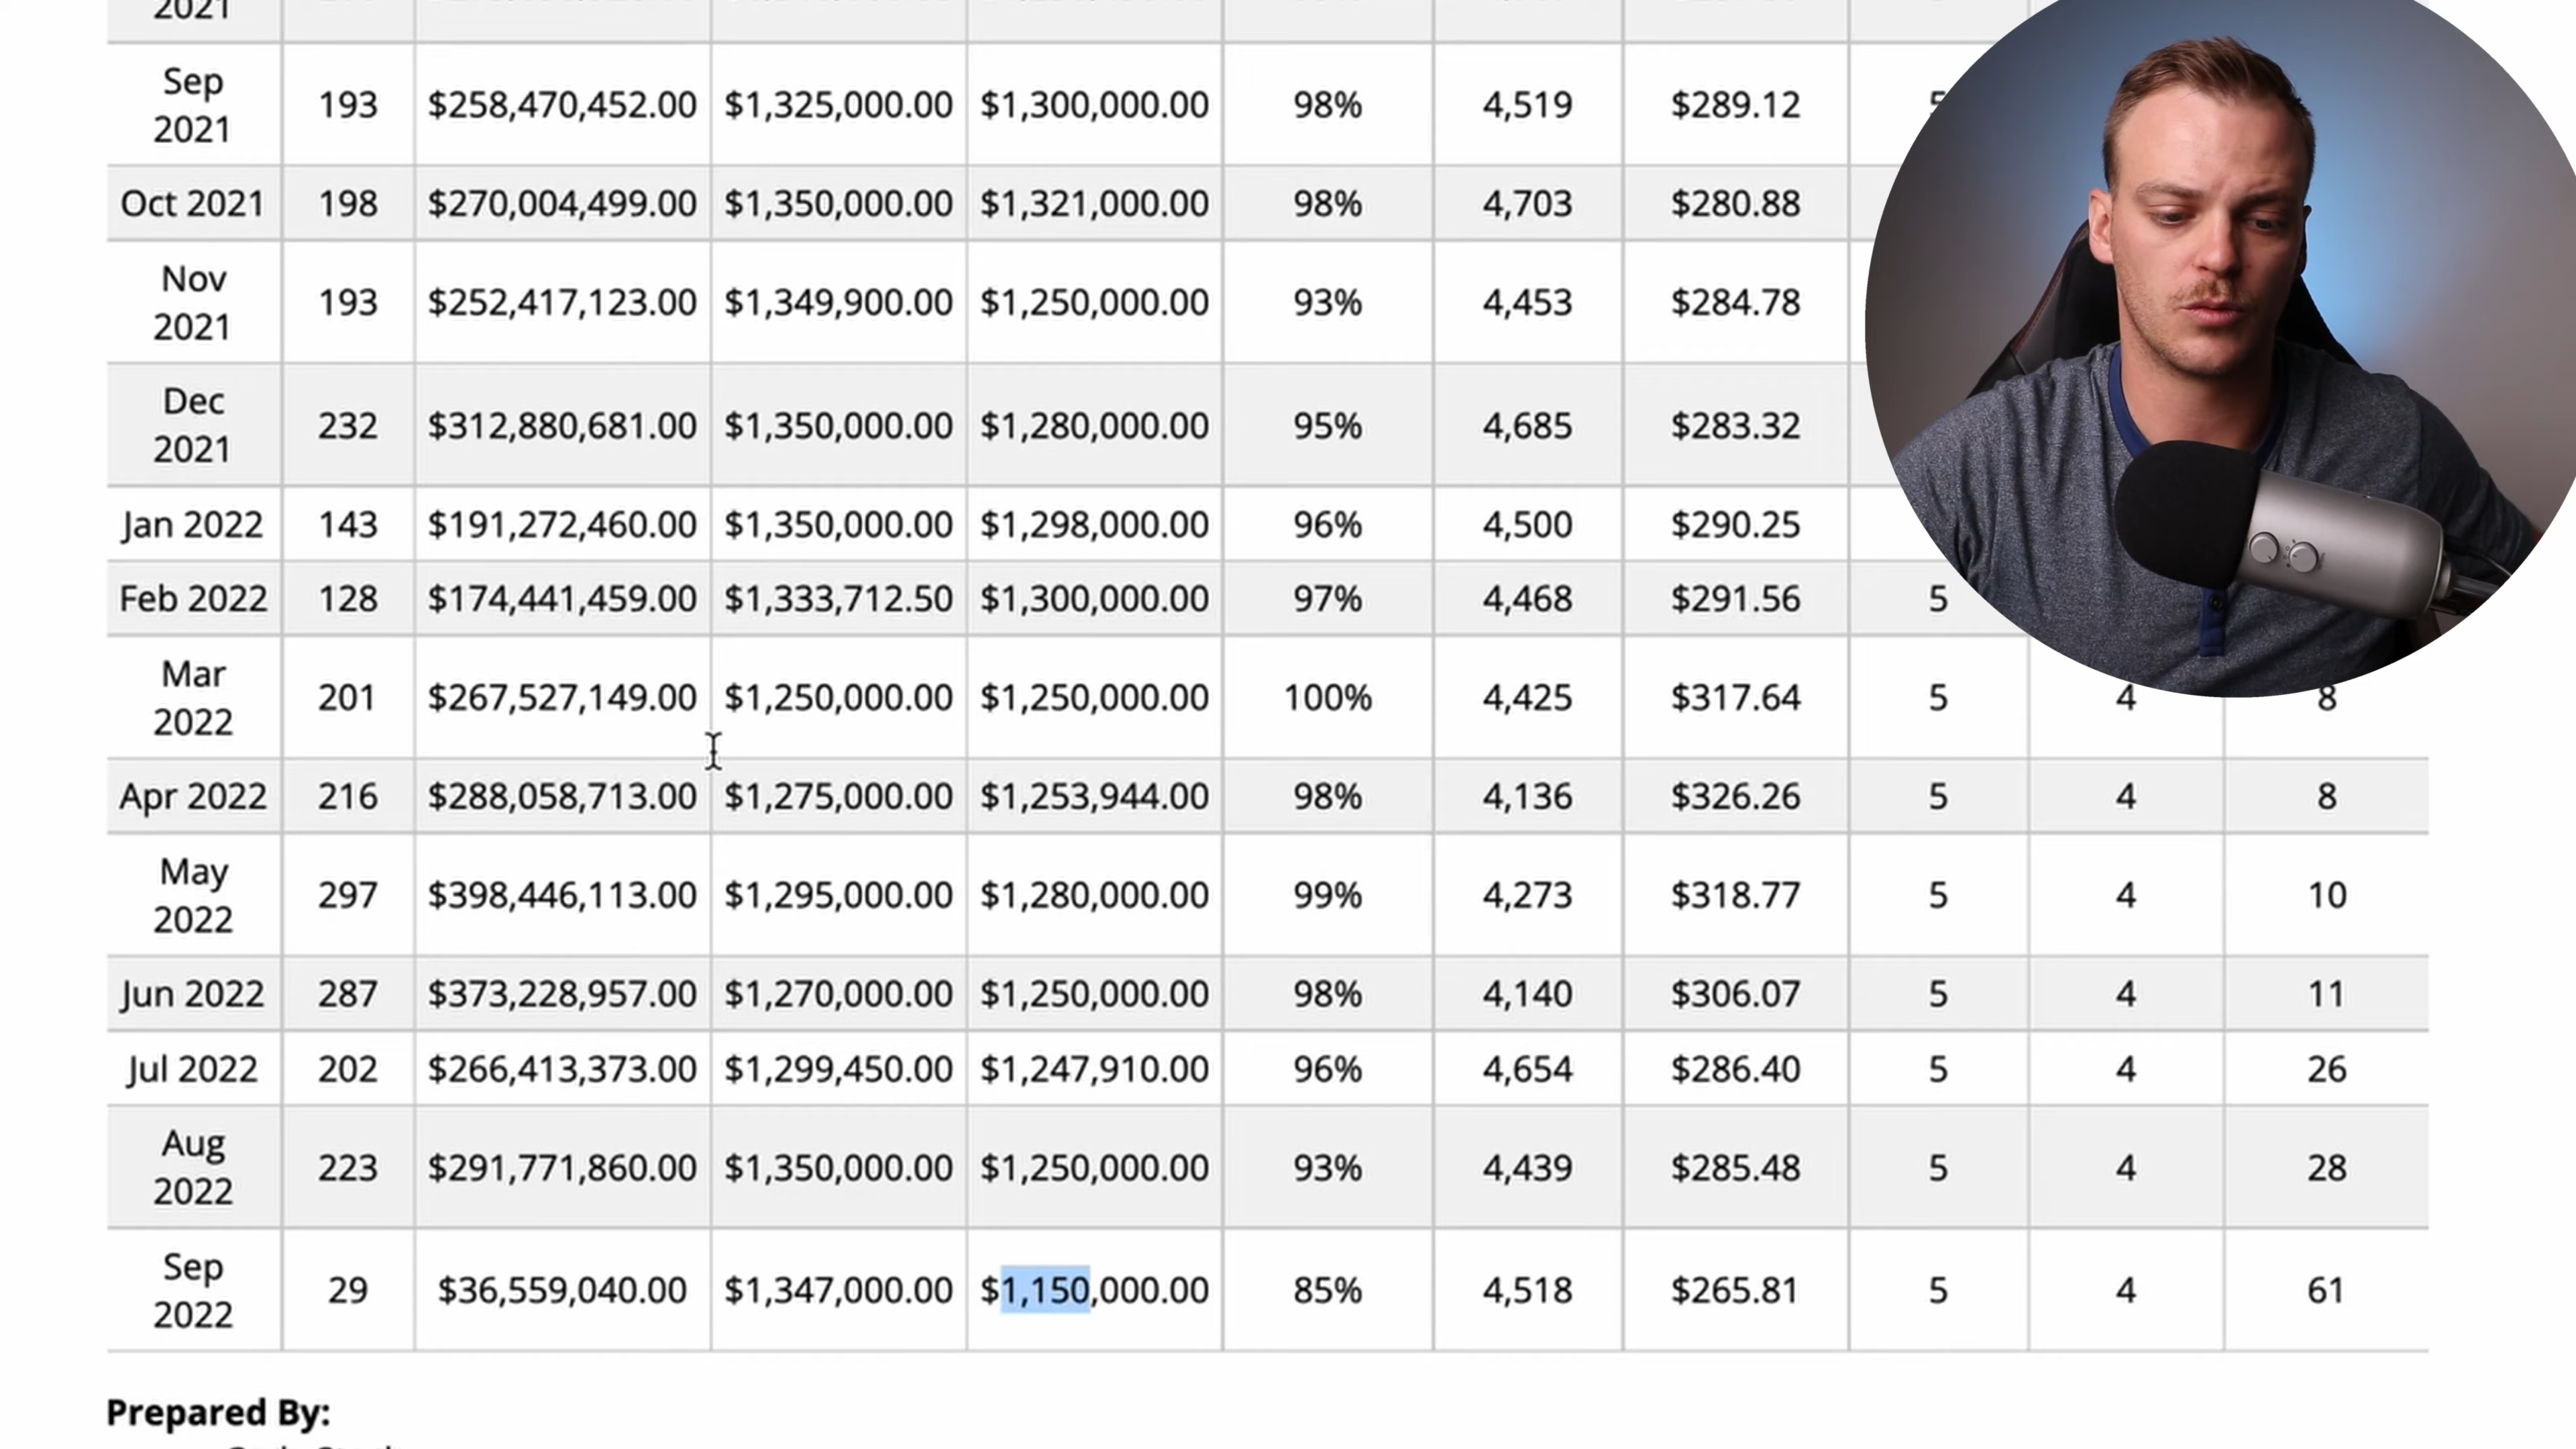 2021
Sep 2021 193 $258,470,452.00 $1,325,000.00 $1,300,000.00 98% 4,519 $289.12
Oct 2021 198 $270,004,499.00 $1,350,000.00 $1,321,000.00 98% 4,703 $280.88
Nov 2021 193 $252,417,123.00 $1,349,900.00 $1,250,000.00 93% 4,453 $284.78
Dec 2021 232 $312,880,681.00 $1,350,000.00 $1,280,000.00 95% 4,685 $283.32
Jan 2022 143 $191,272,460.00 $1,350,000.00 $1,298,000.00 96% 4,500 $290.25
Feb 2022 128 $174,441,459.00 $1,333,712.50 $1,300,000.00 97% 4,468 $291.56 5
Mar 2022 201 $267,527,149.00 $1,250,000.00 $1,250,000.00 100% 4,425 $317.64 5 4 8
Apr 2022 216 $288,058,713.00 $1,275,000.00 $1,253,944.00 98% 4,136 $326.26 5 4 8
May 2022 297 $398,446,113.00 $1,295,000.00 $1,280,000.00 99% 4,273 $318.77 5 4 10
Jun 2022 287 $373,228,957.00 $1,270,000.00 $1,250,000.00 98% 4,140 $306.07 5 4 11
Jul 2022 202 $266,413,373.00 $1,299,450.00 $1,247,910.00 96% 4,654 $286.40 5 4 26
Aug 2022 223 $291,771,860.00 $1,350,000.00 $1,250,000.00 93% 4,439 $285.48 5 4 28
Sep 2022 29 $36,559,040.00 $1,347,000.00 $1,150,000.00 85% 4,518 $265.81 5 4 61
Prepared By: